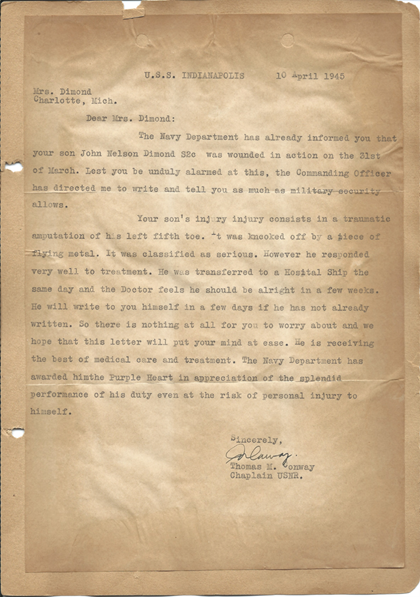 U.S.S. INDIANAPOLIS 10 April 1945
Mrs. Dimond
Charlotte, Mich.
Dear Mrs. Dimond:
The Navy Department has already informed you that
your son John Nelson Dimond S2c was wounded in action on the 31st
of March. Lest you be unduly alarmed at this, the Commanding Officer
has directed me to write and tell you as much as military security
allows.
Your son's injry injury consists in a traumatic
amputation of his left fifth toe. It was knocked off by a piece of
flying metal. It was classified as serious. However he responded
very well to treatment. He was transferred to a Hosital Ship the
same day and the Doctor feels he should be alright in a few weeks.
He will write to you himself in a few days if he has not already
written. So there is nothing at all for you to worry about and we
hope that this letter will put your mind at ease. He is receiving
the best of medical care and treatment. The Navy Department has
awarded himthe Purple Heart in appreciation of the splendid
performance of his duty even at the risk of personal injury to
himself.
Sincerely,
Thomas M. Conway
Chaplain USNR.